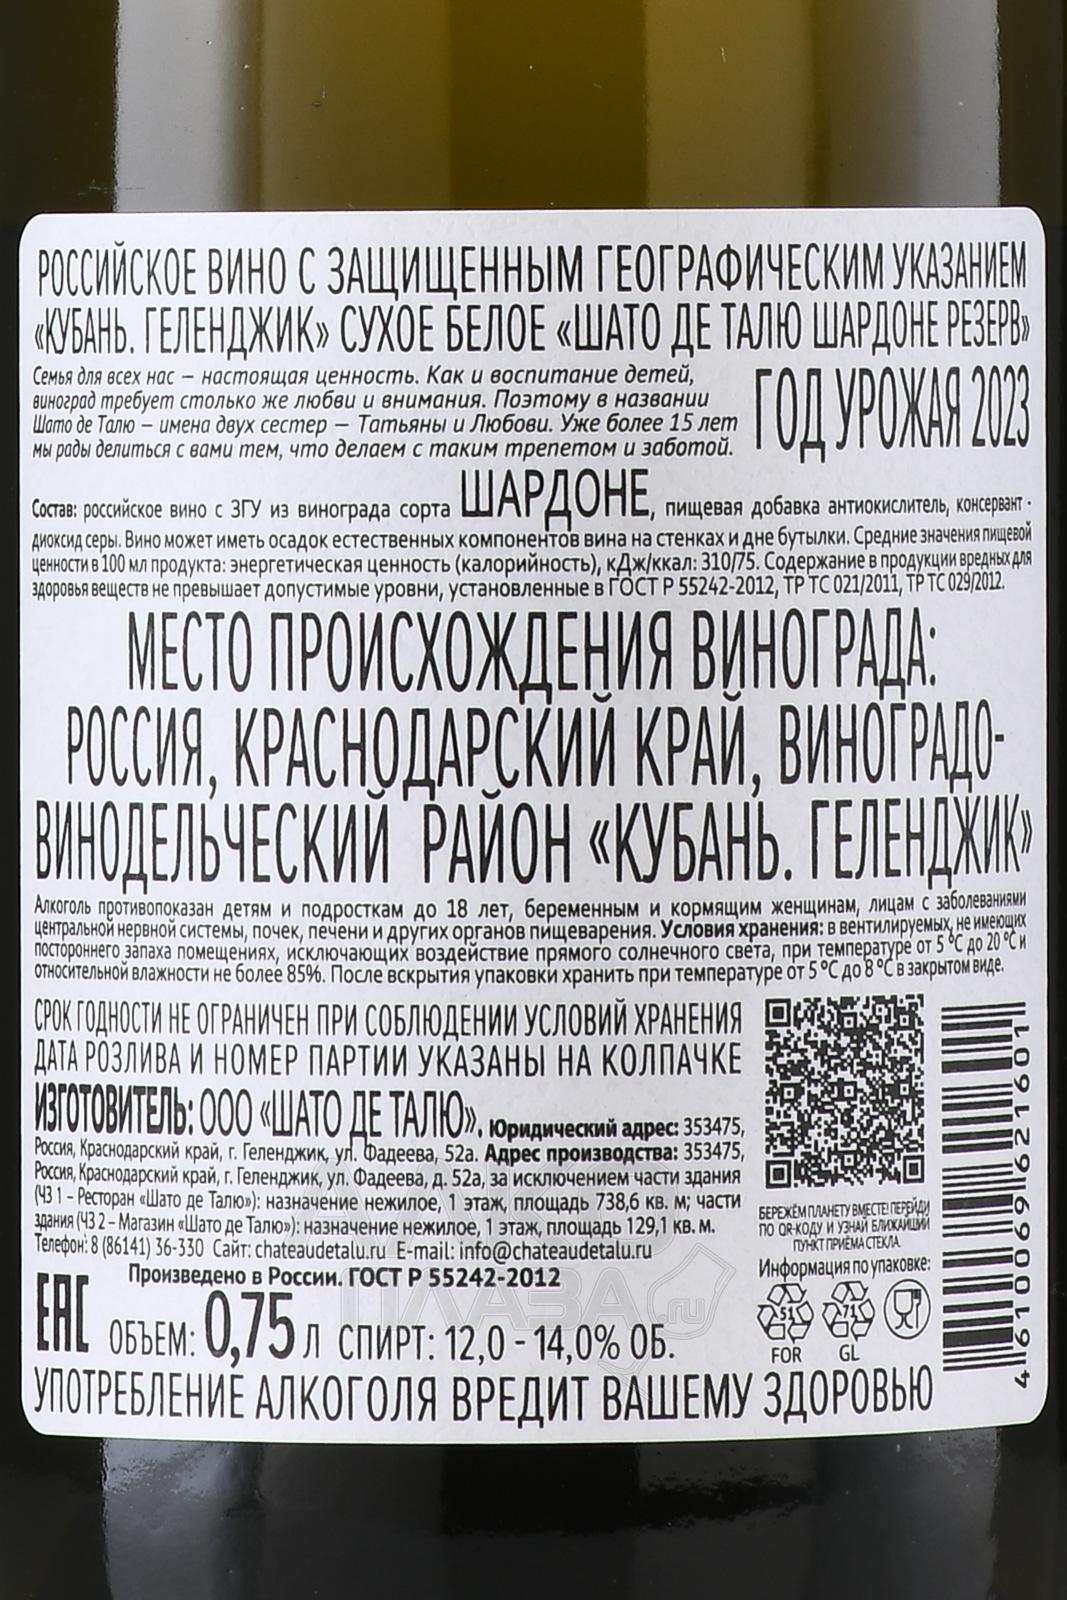 РОССИЙСКОЕ ВИНО С ЗАЩИЩЕННЫМ ГЕОГРАФИЧЕСКИМ УКАЗАНИЕМ
«КУБАНЬ. ГЕЛЕНДЖИК» СУХОЕ БЕЛОЕ «ШАТО ДЕ ТАЛЮ ШАРДОНЕ РЕЗЕРВ»
Семья для всех нас – настоящая ценность. Как и воспитание детей,
виноград требует столько же любви и внимания. Поэтому в названии
Шато де Талю – имена двух сестер – Татьяны и Любови. Уже более 15 лет
мы рады делиться с вами тем, что делаем с таким трепетом и заботой.
ГОД УРОЖАЯ 2023
Состав: российское вино с ЗГУ из винограда сорта ШАРДОНЕ, пищевая добавка антиокислитель, консервант -
диоксид серы. Вино может иметь осадок естественных компонентов вина на стенках и дне бутылки. Средние значения пищевой
ценности в 100 мл продукта: энергетическая ценность (калорийность), кДж/ккал: 310/75. Содержание в продукции вредных для
здоровья веществ не превышает допустимые уровни, установленные в ГОСТ Р 55242-2012, ТР ТС 021/2011, ТР ТС 029/2012.
МЕСТО ПРОИСХОЖДЕНИЯ ВИНОГРАДА:
РОССИЯ, КРАСНОДАРСКИЙ КРАЙ, ВИНОГРАДО-
ВИНОДЕЛЬЧЕСКИЙ РАЙОН «КУБАНЬ. ГЕЛЕНДЖИК»
Алкоголь противопоказан детям и подросткам до 18 лет, беременным и кормящим женщинам, лицам с заболеваниями
центральной нервной системы, почек, печени и других органов пищеварения. Условия хранения: в вентилируемых, не имеющих
постороннего запаха помещениях, исключающих воздействие прямого солнечного света, при температуре от 5 °С до 20 °С и
относительной влажности не более 85%. После вскрытия упаковки хранить при температуре от 5 °С до 8 °С в закрытом виде.
СРОК ГОДНОСТИ НЕ ОГРАНИЧЕН ПРИ СОБЛЮДЕНИИ УСЛОВИЙ ХРАНЕНИЯ
ДАТА РОЗЛИВА И НОМЕР ПАРТИИ УКАЗАНЫ НА КОЛПАЧКЕ
ИЗГОТОВИТЕЛЬ: ООО «ШАТО ДЕ ТАЛЮ». Юридический адрес: 353475,
Россия, Краснодарский край, г. Геленджик, ул. Фадеева, 52а. Адрес производства: 353475,
Россия, Краснодарский край, г. Геленджик, ул. Фадеева, д. 52а, за исключением части здания
(ЧЗ 1 – Ресторан «Шато де Талю»): назначение нежилое, 1 этаж, площадь 738,6 кв. м; части
здания (ЧЗ 2 – Магазин «Шато де Талю»): назначение нежилое, 1 этаж, площадь 129,1 кв. м.
Телефон: 8 (86141) 36-330 Сайт: chateaudetalu.ru E-mail: info@chateaudetalu.ru
Произведено в России. ГОСТ Р 55242-2012
ЕАС ОБЪЕМ: 0,75 л СПИРТ: 12,0 - 14,0% ОБ.
УПОТРЕБЛЕНИЕ АЛКОГОЛЯ ВРЕДИТ ВАШЕМУ ЗДОРОВЬЮ
БЕРЕЖЁМ ПЛАНЕТУ ВМЕСТЕ! ПЕРЕЙДИ
ПО QR-КОДУ И УЗНАЙ БЛИЖАЙШИЙ
ПУНКТ ПРИЁМА СТЕКЛА.
Информация по упаковке:
51 71
FOR GL
4 610069 621601
ПЛАЗА.ru